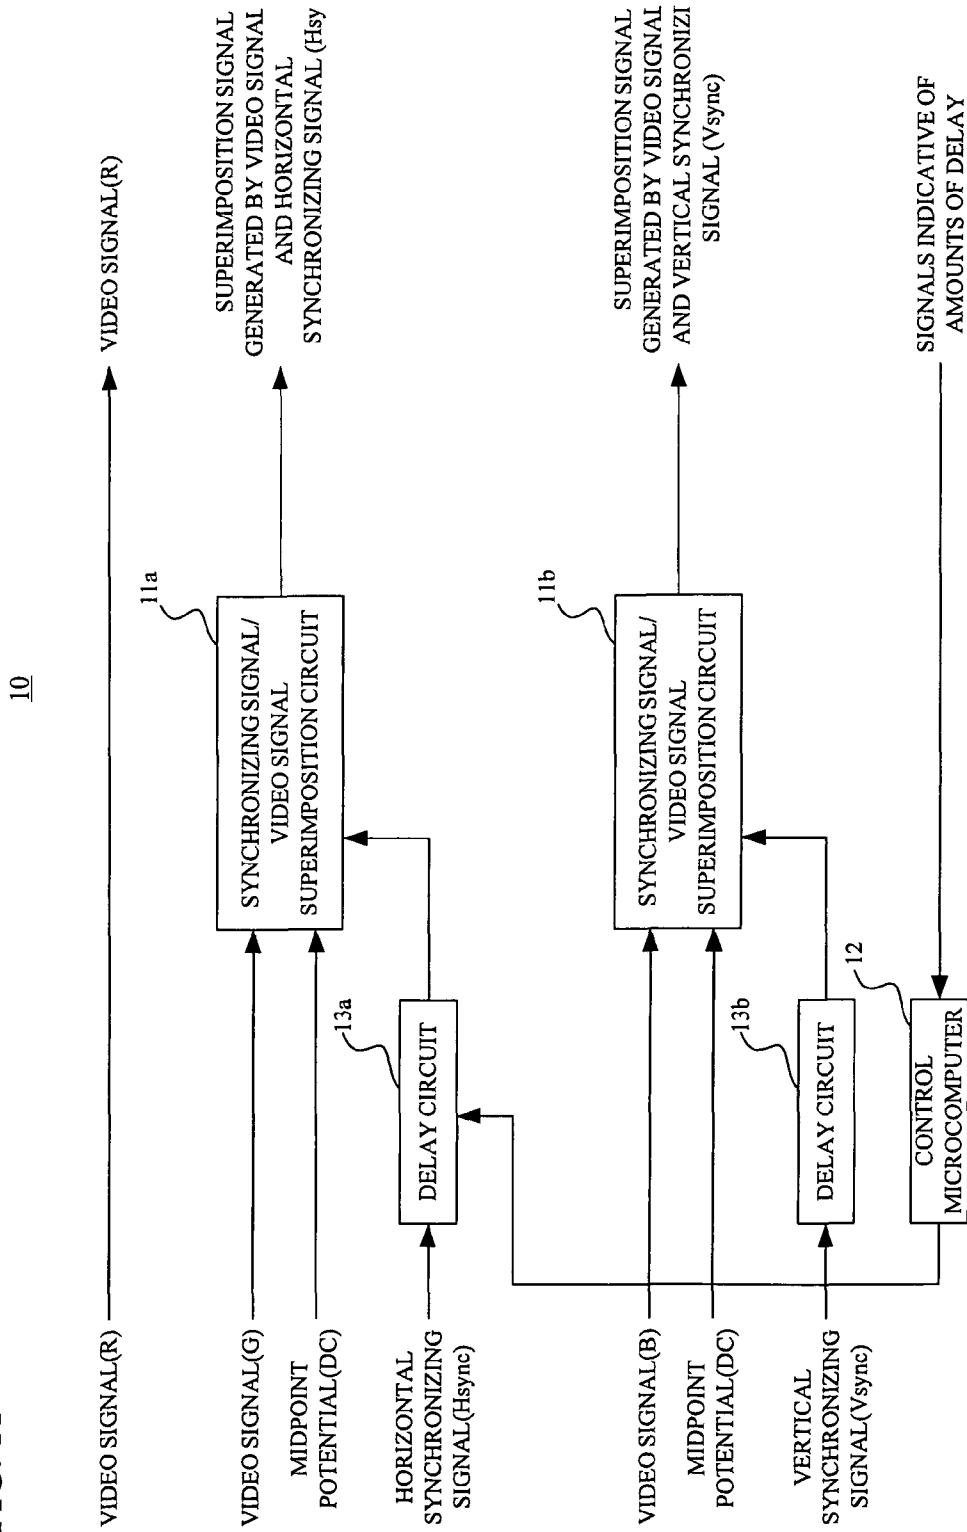 10
VIDEO SIGNAL(R)
VIDEO SIGNAL(R)
VIDEO SIGNAL(G)
MIDPOINT
POTENTIAL(DC)
11a
SYNCHRONIZING SIGNAL/
VIDEO SIGNAL
SUPERIMPOSITION CIRCUIT
SUPERIMPOSITION SIGNAL
GENERATED BY VIDEO SIGNAL
AND HORIZONTAL
SYNCHRONIZING SIGNAL (Hsy
HORIZONTAL
SYNCHRONIZING
SIGNAL(Hsync)
13a
DELAY CIRCUIT
VIDEO SIGNAL(B)
MIDPOINT
POTENTIAL(DC)
11b
SYNCHRONIZING SIGNAL/
VIDEO SIGNAL
SUPERIMPOSITION CIRCUIT
SUPERIMPOSITION SIGNAL
GENERATED BY VIDEO SIGNAL
AND VERTICAL SYNCHRONIZI
SIGNAL (Vsync)
VERTICAL
SYNCHRONIZING
SIGNAL(Vsync)
13b
DELAY CIRCUIT
12
CONTROL
MICROCOMPUTER
SIGNALS INDICATIVE OF
AMOUNTS OF DELAY